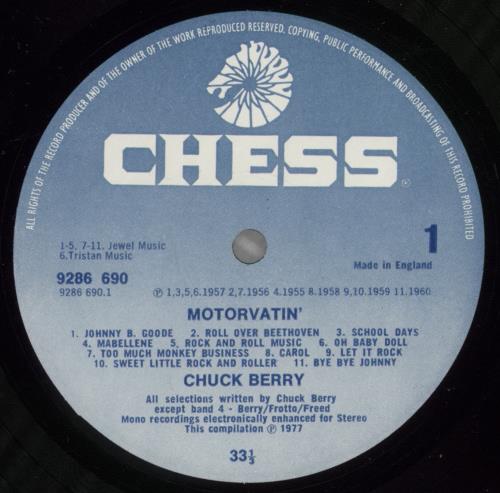 ALL RIGHTS OF THE RECORD PRODUCER AND OF THE OWNER OF THE WORK REPRODUCED RESERVED. COPYING, PUBLIC PERFORMANCE AND BROADCASTING OF THIS RECORD PROHIBITED
CHESS
1-5. 7-11. Jewel Music
6.Tristan Music
1
Made in England
9286 690
9286 690.1
℗ 1,3,5,6.1957 2,7.1956 4.1955 8.1958 9,10.1959 11.1960
MOTORVATIN'
1. JOHNNY B. GOODE 2. ROLL OVER BEETHOVEN 3. SCHOOL DAYS
4. MABELLENE 5. ROCK AND ROLL MUSIC 6. OH BABY DOLL
7. TOO MUCH MONKEY BUSINESS 8. CAROL 9. LET IT ROCK
10. SWEET LITTLE ROCK AND ROLLER 11. BYE BYE JOHNNY
CHUCK BERRY
All selections written by Chuck Berry
except band 4 - Berry/Frotto/Freed
Mono recordings electronically enhanced for Stereo
This compilation ℗ 1977
33⅓